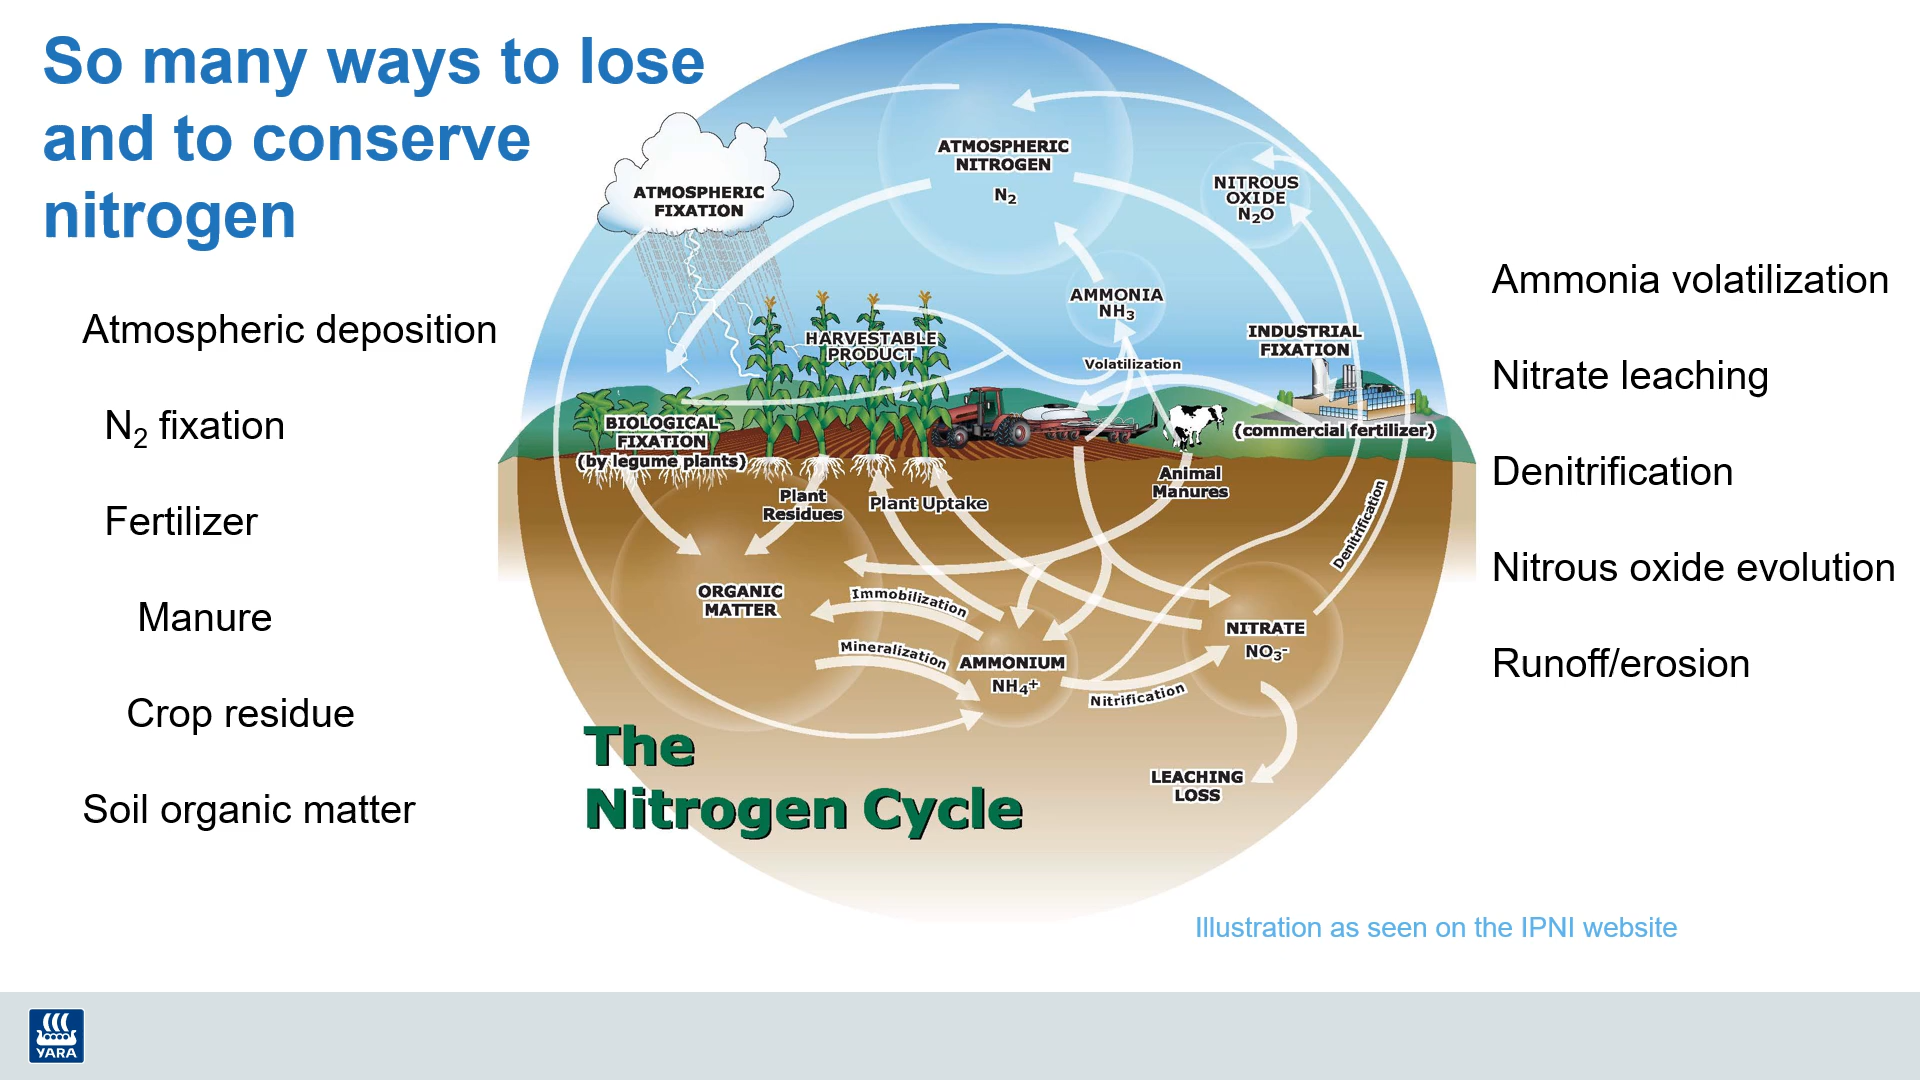 So many ways to lose
and to conserve
nitrogen
Atmospheric deposition
N₂ fixation
Fertilizer
Manure
Crop residue
Soil organic matter
ATMOSPHERIC
FIXATION
ATMOSPHERIC
NITROGEN
N₂
NITROUS
OXIDE
N₂O
AMMONIA
NH₃
Volatilization
INDUSTRIAL
FIXATION
(commercial fertilizer)
HARVESTABLE
PRODUCT
BIOLOGICAL
FIXATION
(by legume plants)
Plant
Residues
Plant Uptake
Animal
Manures
Denitrification
ORGANIC
MATTER
Immobilization
Mineralization
AMMONIUM
NH₄⁺
Nitrification
NITRATE
NO₃⁻
LEACHING
LOSS
The
Nitrogen Cycle
Ammonia volatilization
Nitrate leaching
Denitrification
Nitrous oxide evolution
Runoff/erosion
Illustration as seen on the IPNI website
YARA